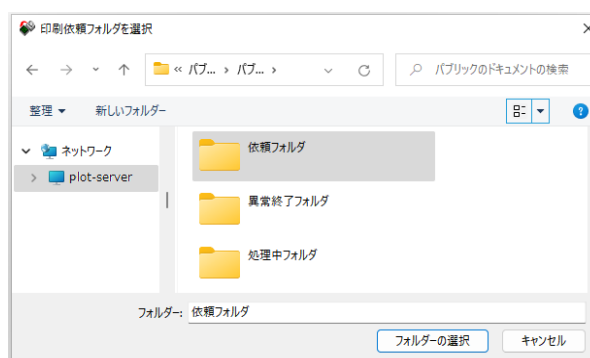 印刷依頼フォルダを選択
« パブ... › パブ... ›
パブリックのドキュメントの検索
整理 新しいフォルダー
ネットワーク
plot-server
依頼フォルダ
異常終了フォルダ
処理中フォルダ
フォルダー: 依頼フォルダ
フォルダーの選択 キャンセル